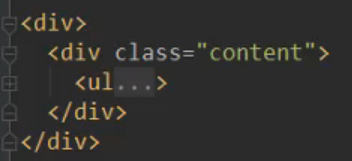 <div>
<div class="content">
<ul...>
</div>
</div>